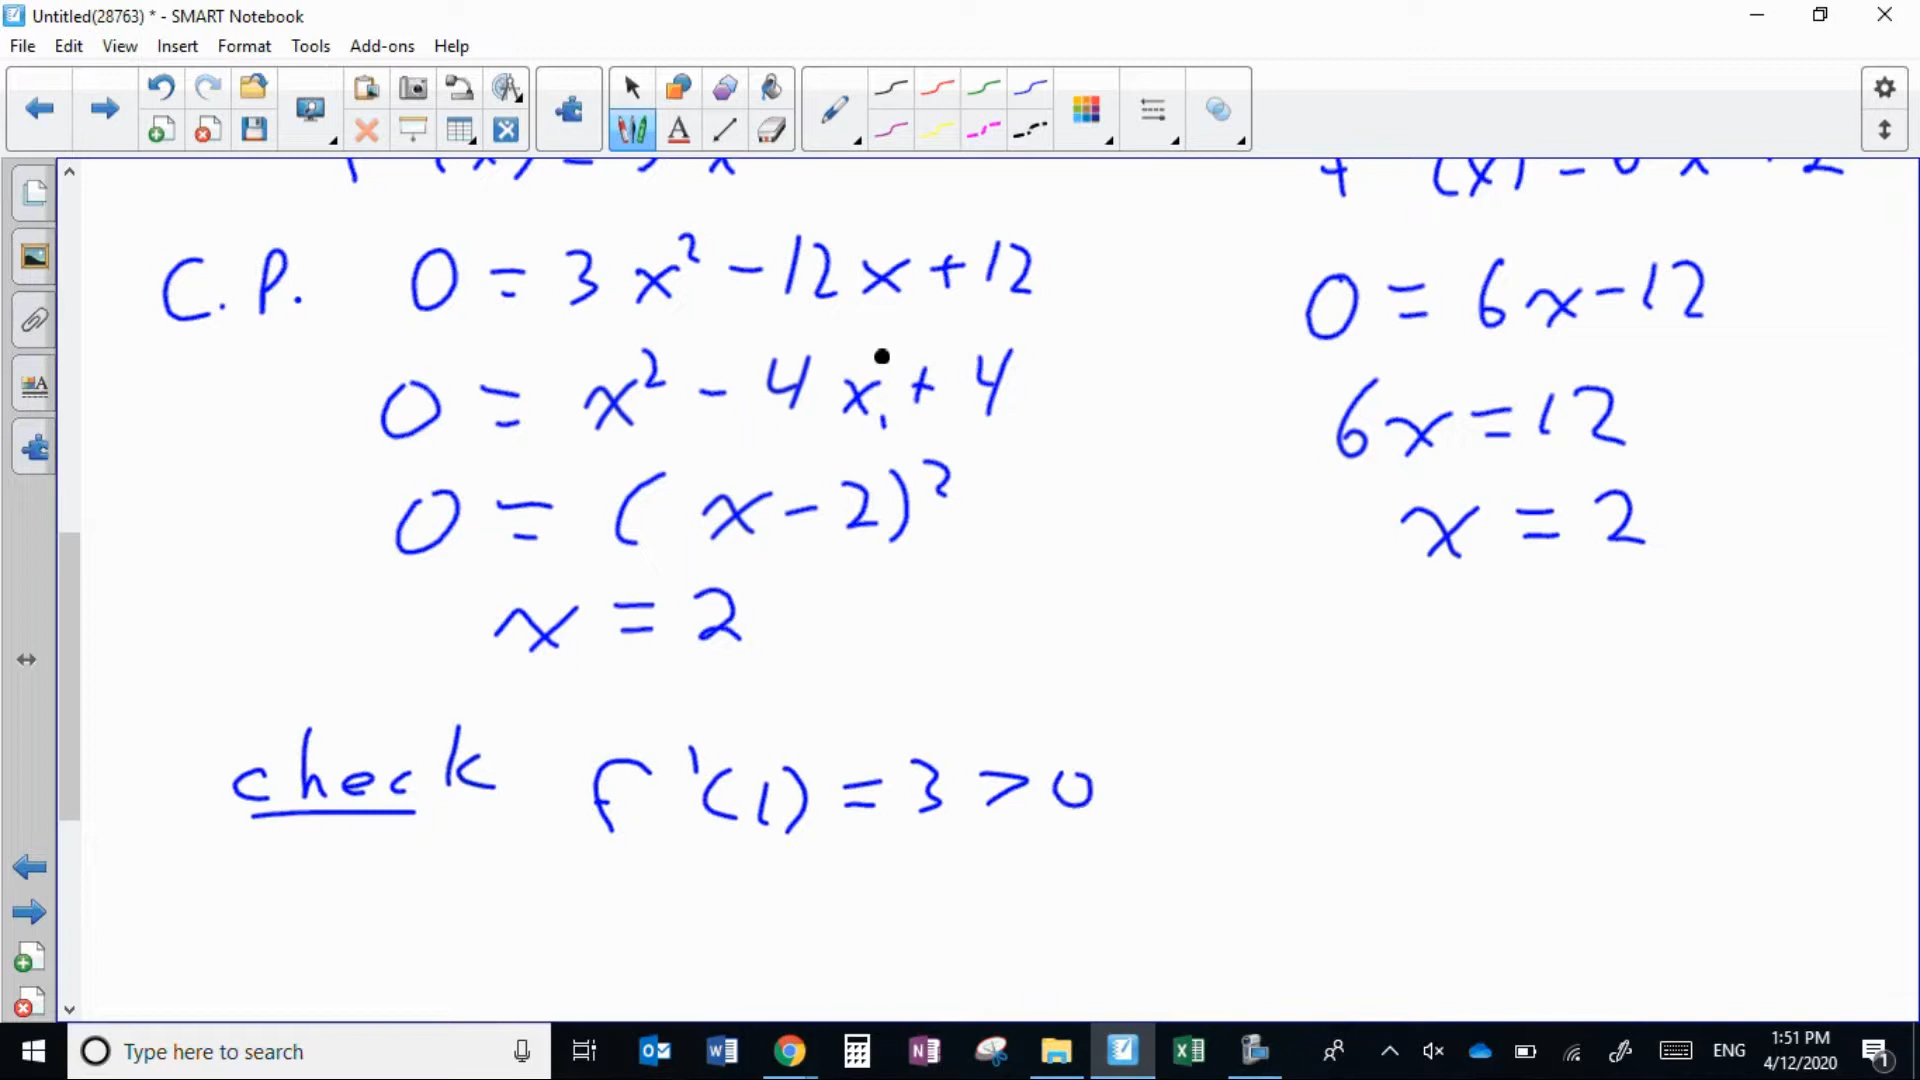 Untitled(28763) * - SMART Notebook
File Edit View Insert Format Tools Add-ons Help
C.P. 0 = 3x² - 12x + 12
0 = x² - 4x + 4
0 = (x - 2)²
x = 2
0 = 6x - 12
6x = 12
x = 2
check f'(1) = 3 > 0
Type here to search
ENG
1:51 PM
4/12/2020
1